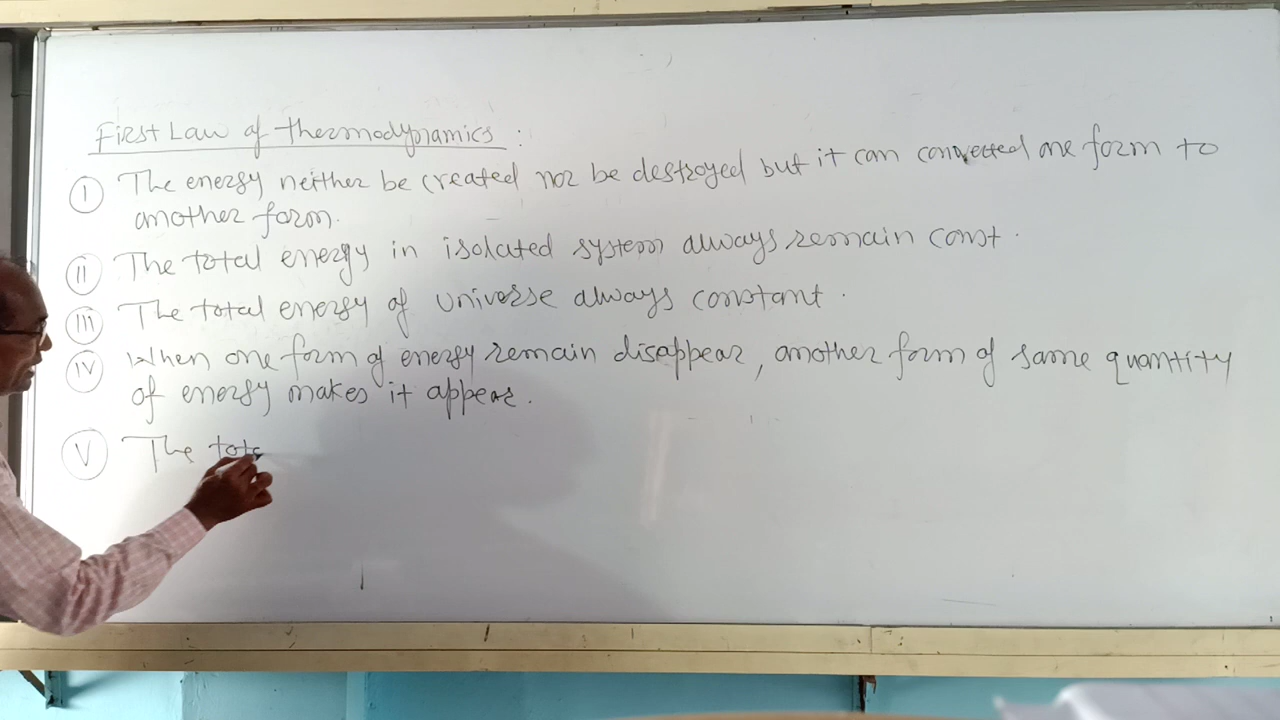 First Law of thermodynamics :
I The energy neither be created nor be destroyed but it can converted one form to
another form.
II The total energy in isolated system always remain const.
III The total energy of universe always constant.
IV When one form of energy remain disappear, another form of same quantity
of energy makes it appear.
V The tota